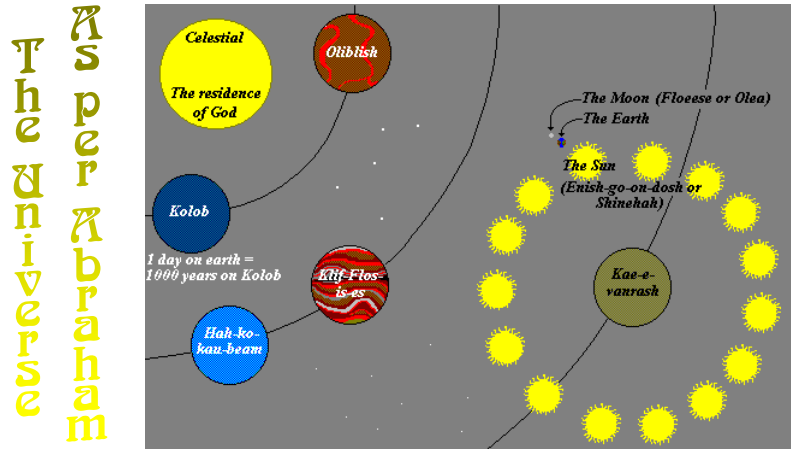 The Universe
As per Abraham
Celestial
The residence
of God
Oliblish
Kolob
1 day on earth =
1000 years on Kolob
Hah-ko-
kau-beam
Klif-Flos-
is-es
The Moon (Floeese or Olea)
The Earth
The Sun
(Enish-go-on-dosh or
Shinehah)
Kae-e-
vanrash